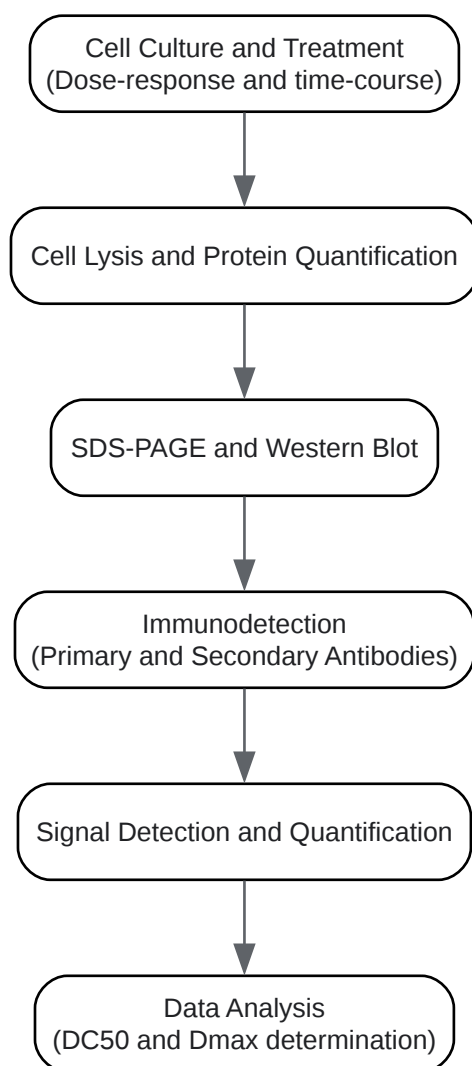 Cell Culture and Treatment
(Dose-response and time-course)
Cell Lysis and Protein Quantification
SDS-PAGE and Western Blot
Immunodetection
(Primary and Secondary Antibodies)
Signal Detection and Quantification
Data Analysis
(DC50 and Dmax determination)